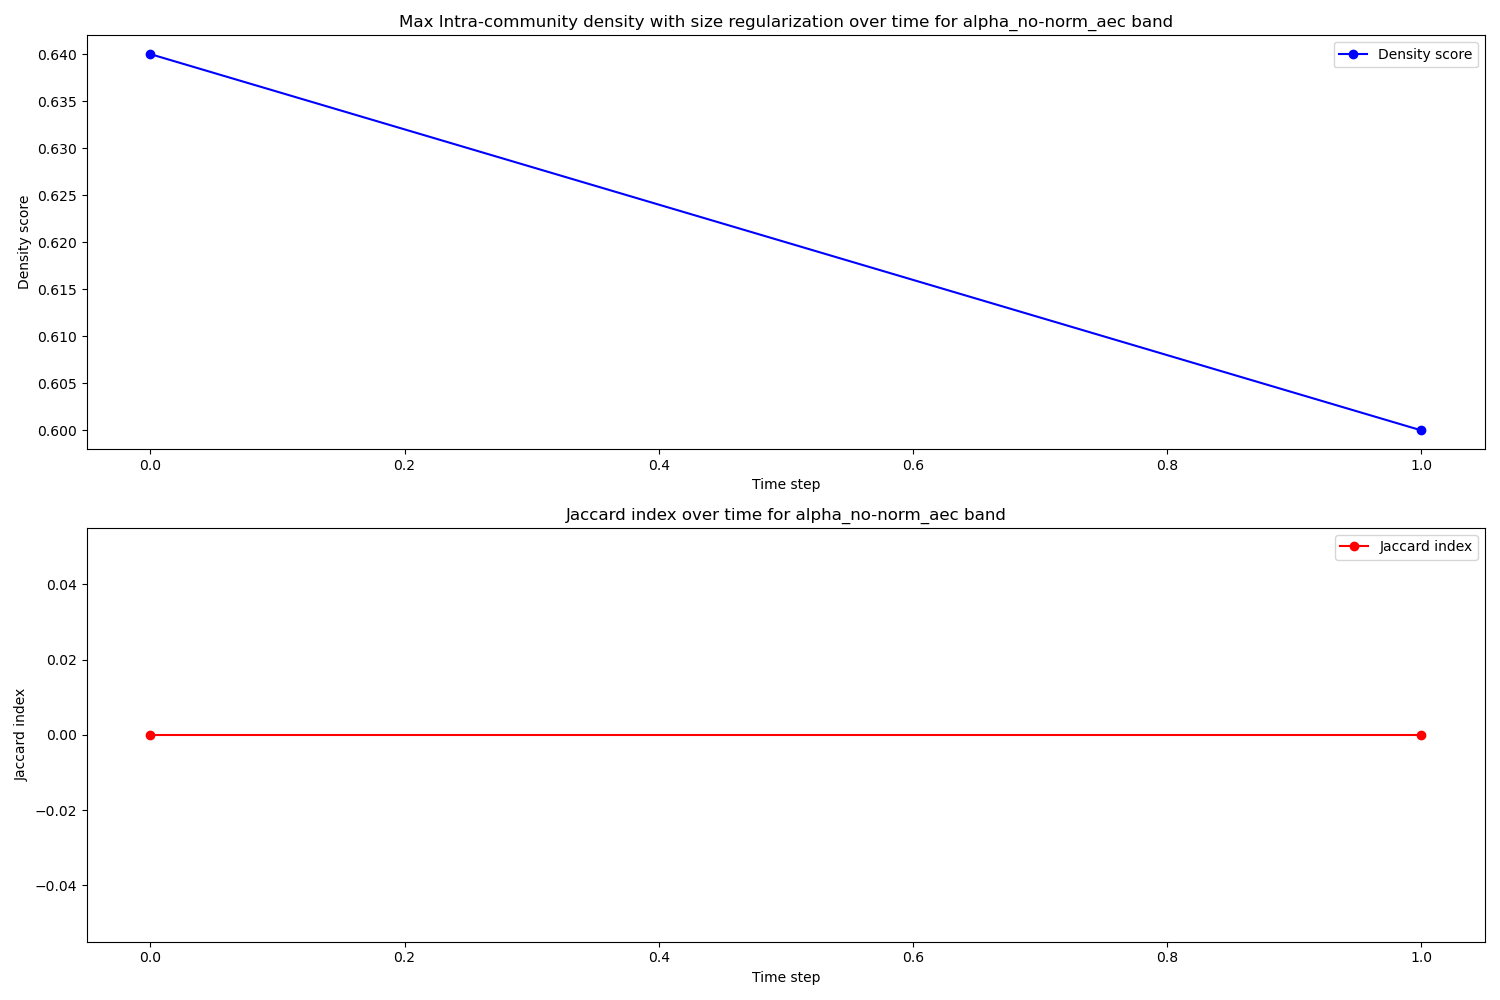 Max Intra-community density with size regularization over time for alpha_no-norm_aec band
Density score
0.640
0.635
0.630
0.625
0.620
0.615
0.610
0.605
0.600
Density score
0.0 0.2 0.4 0.6 0.8 1.0
Time step
Jaccard index over time for alpha_no-norm_aec band
Jaccard index
0.04
0.02
0.00
−0.02
−0.04
Jaccard index
0.0 0.2 0.4 0.6 0.8 1.0
Time step